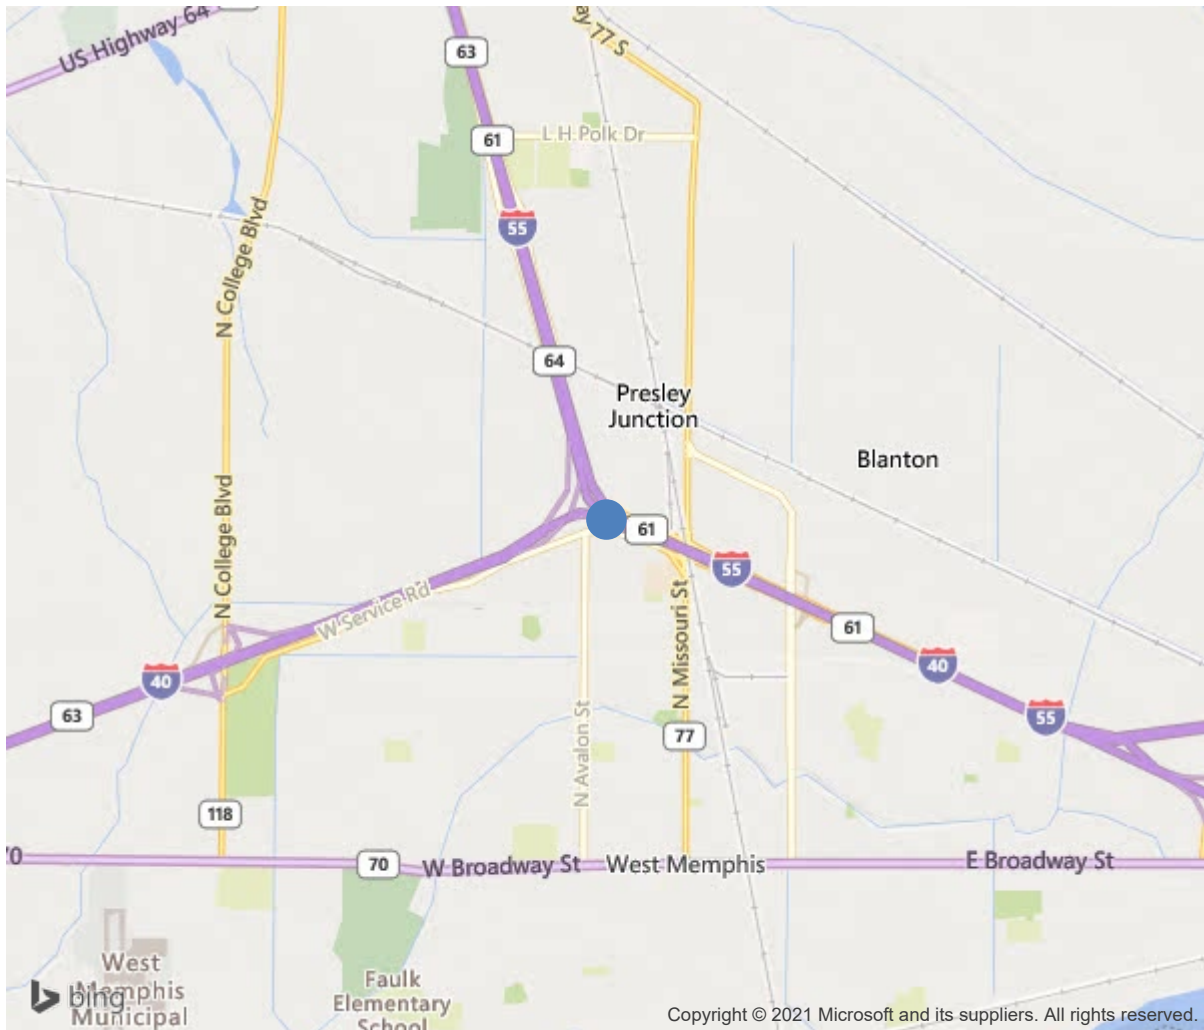 US Highway 64
63
ay 77 S
61
L H Polk Dr
55
N College Blvd
64
Presley
Junction
Blanton
N College Blvd
61
55
W Service Rd
61
40
N Missouri St
40
63
55
N Avalon St
77
118
70
W Broadway St
West Memphis
E Broadway St
West
Memphis
Municipal
Faulk
Elementary
School
bing
Copyright © 2021 Microsoft and its suppliers. All rights reserved.